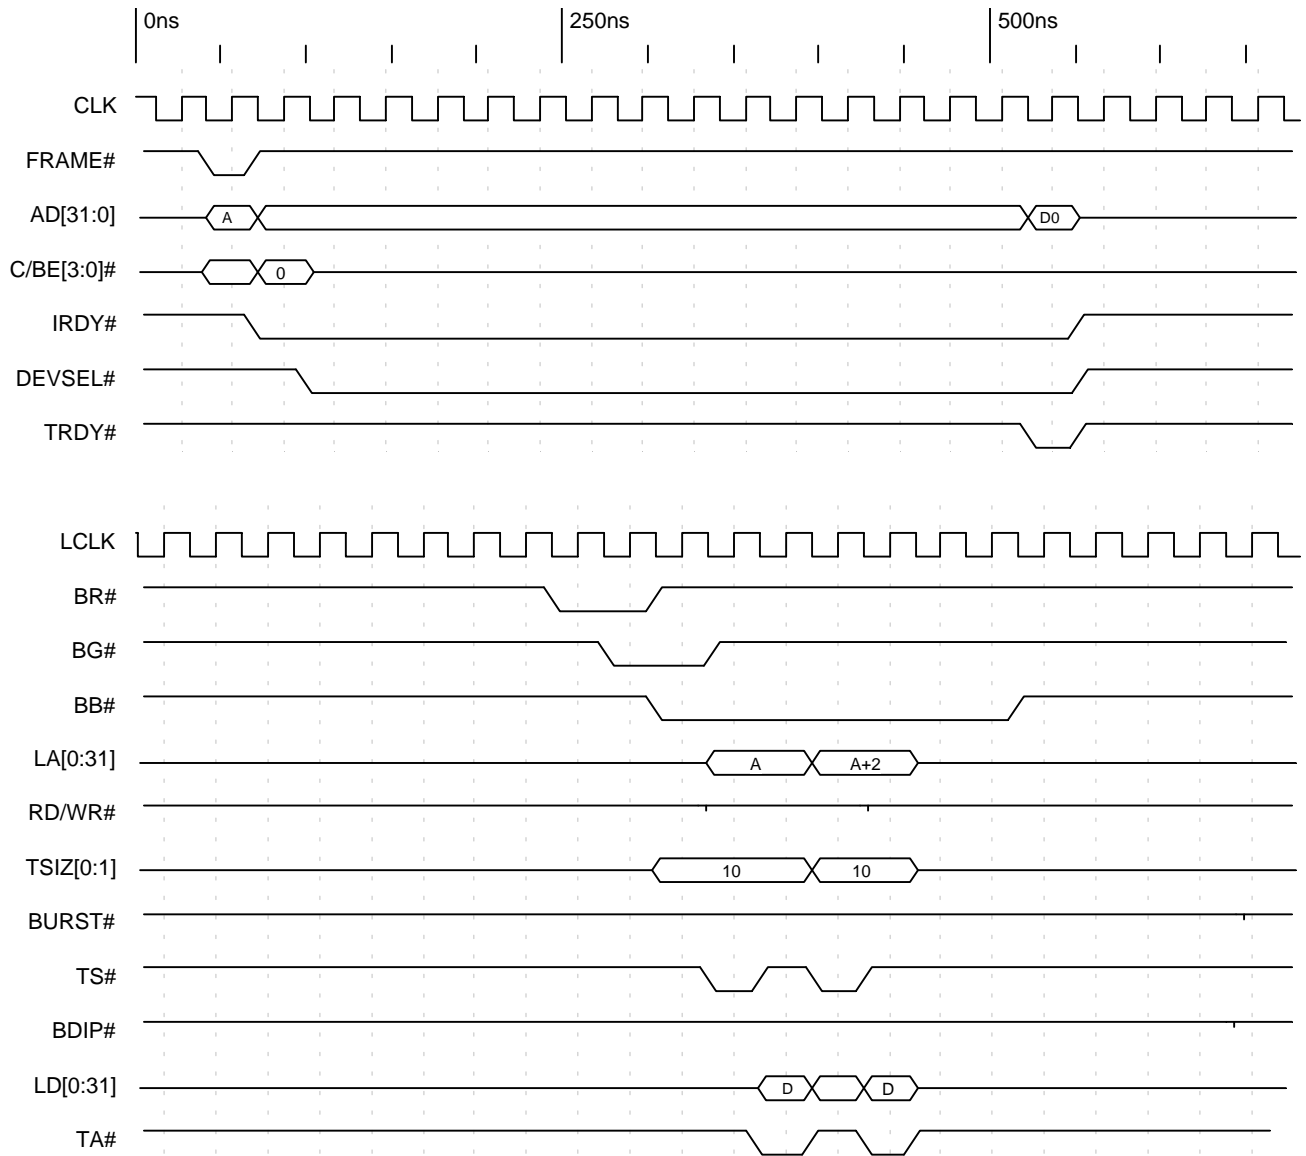 0ns 250ns 500ns
CLK
FRAME#
AD[31:0] A D0
C/BE[3:0]# 0
IRDY#
DEVSEL#
TRDY#
LCLK
BR#
BG#
BB#
LA[0:31] A A+2
RD/WR#
TSIZ[0:1] 10 10
BURST#
TS#
BDIP#
LD[0:31] D D
TA#